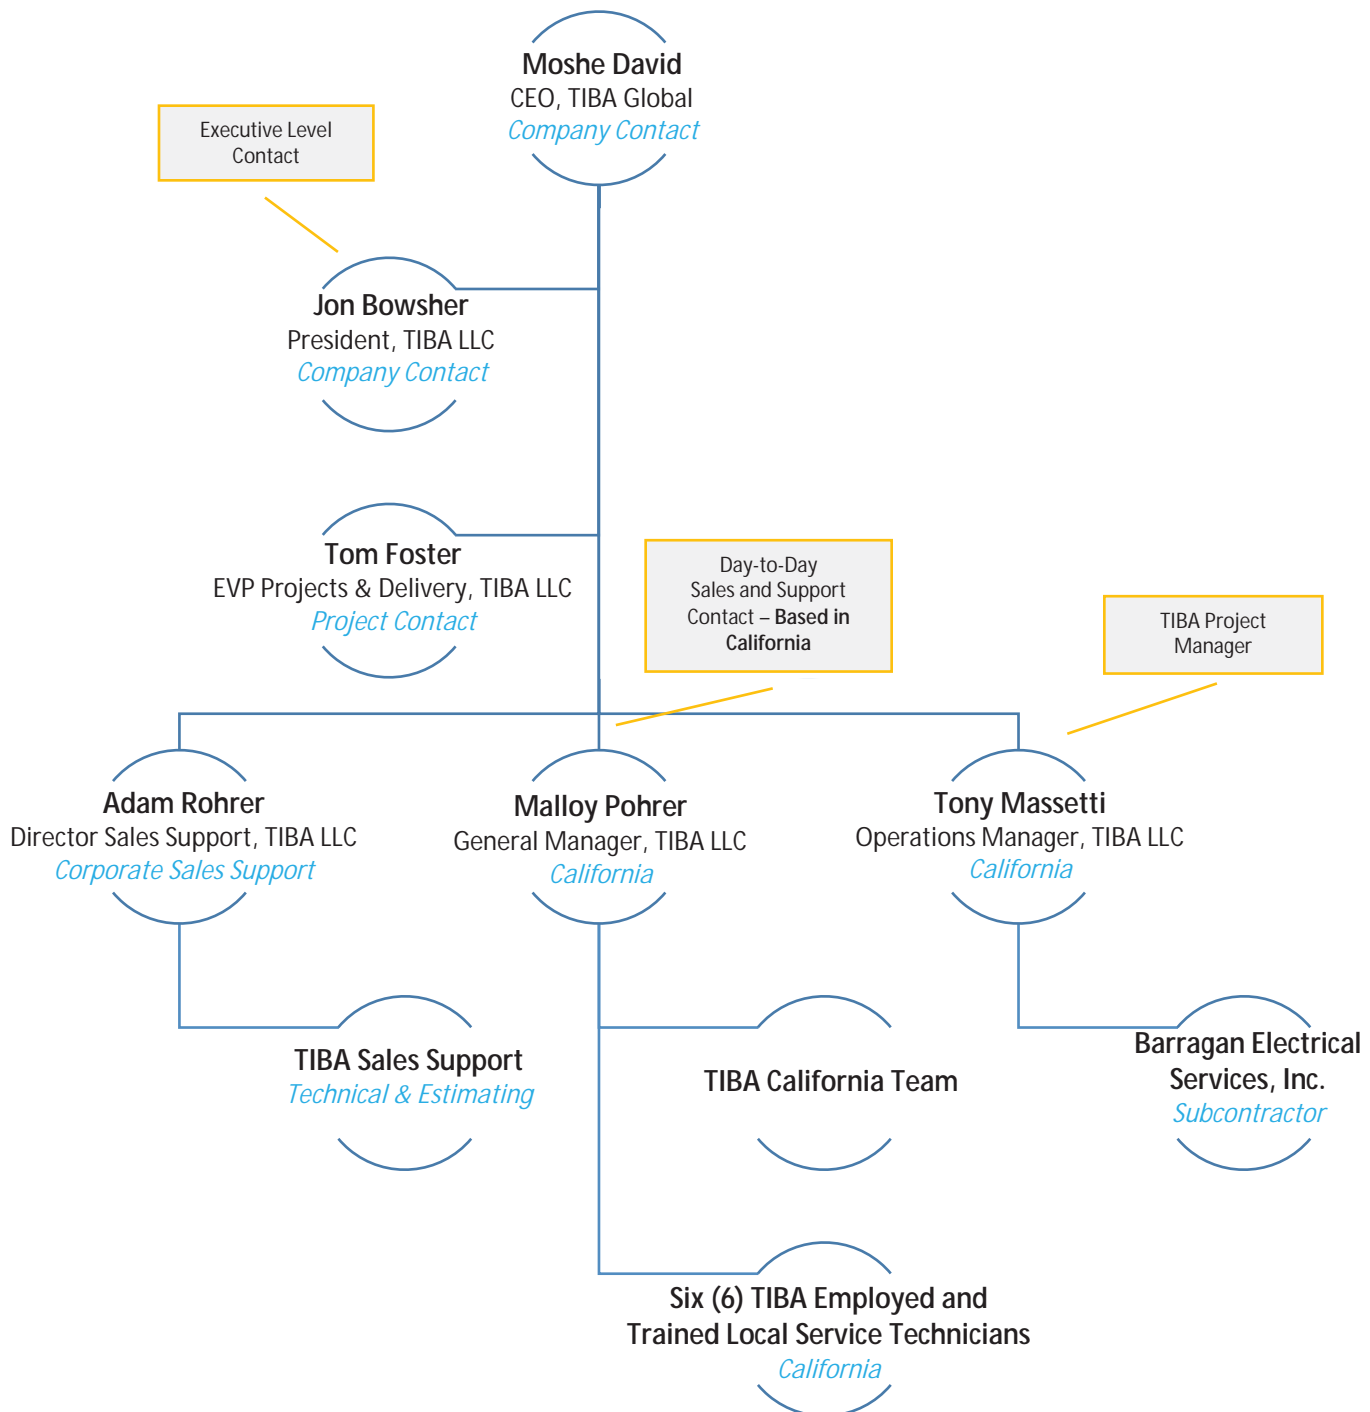 Moshe David
CEO, TIBA Global
Company Contact
Executive Level
Contact
Jon Bowsher
President, TIBA LLC
Company Contact
Tom Foster
EVP Projects & Delivery, TIBA LLC
Project Contact
Day-to-Day
Sales and Support
Contact – Based in
California
TIBA Project
Manager
Adam Rohrer
Director Sales Support, TIBA LLC
Corporate Sales Support
Malloy Pohrer
General Manager, TIBA LLC
California
Tony Massetti
Operations Manager, TIBA LLC
California
TIBA Sales Support
Technical & Estimating
TIBA California Team
Barragan Electrical
Services, Inc.
Subcontractor
Six (6) TIBA Employed and
Trained Local Service Technicians
California